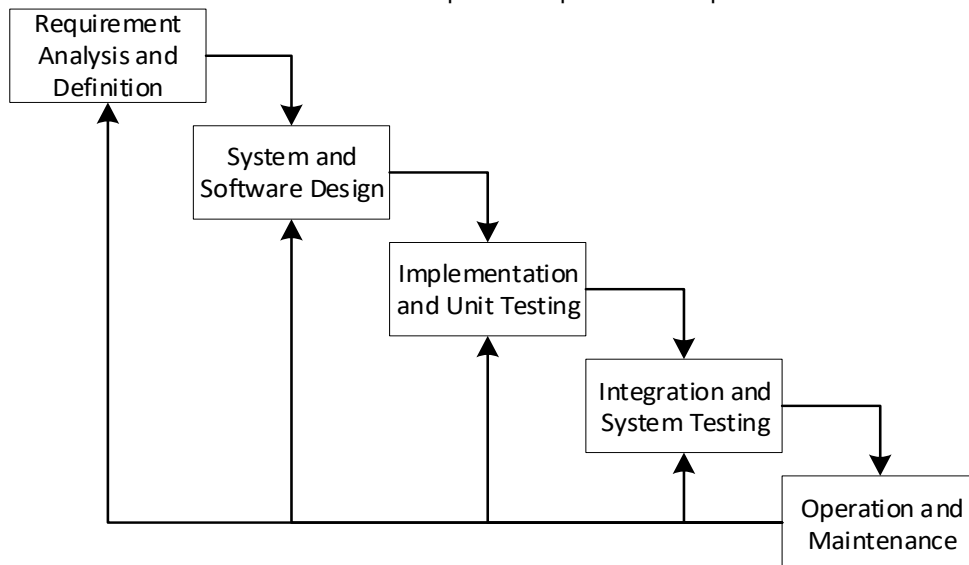 Requirement
Analysis and
Definition
System and
Software Design
Implementation
and Unit Testing
Integration and
System Testing
Operation and
Maintenance